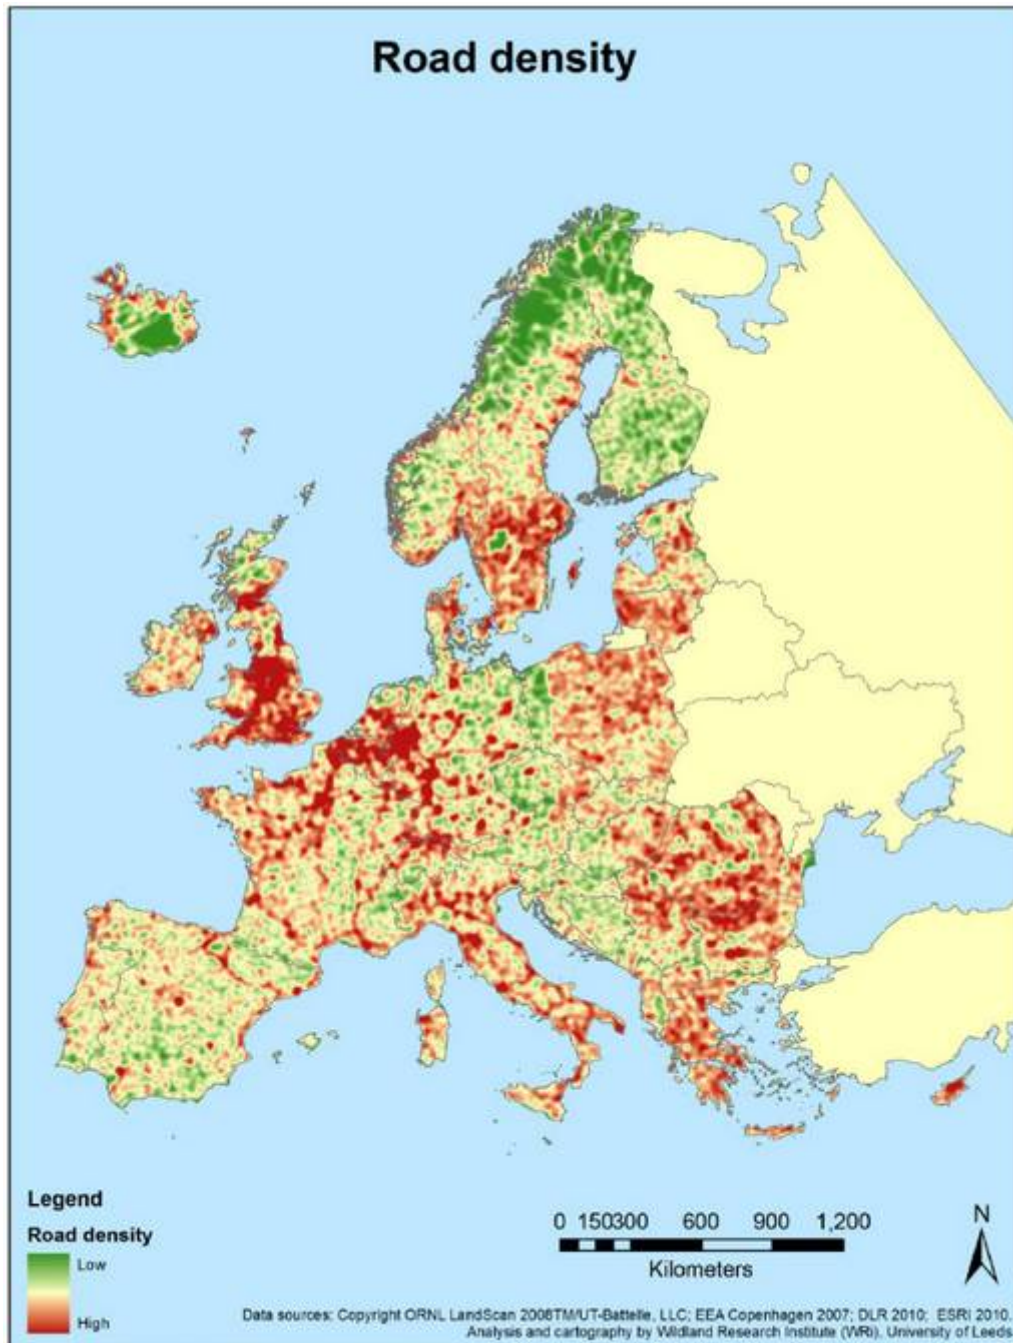 Road density
Legend
Road density
Low
High
0 150300 600 900 1,200
Kilometers
N
Data sources: Copyright ORNL LandScan 2008TM/UT-Battelle, LLC; EEA Copenhagen 2007; DLR 2010; ESRI 2010.
Analysis and cartography by Wildland Research Institute (WRi), University of Leeds